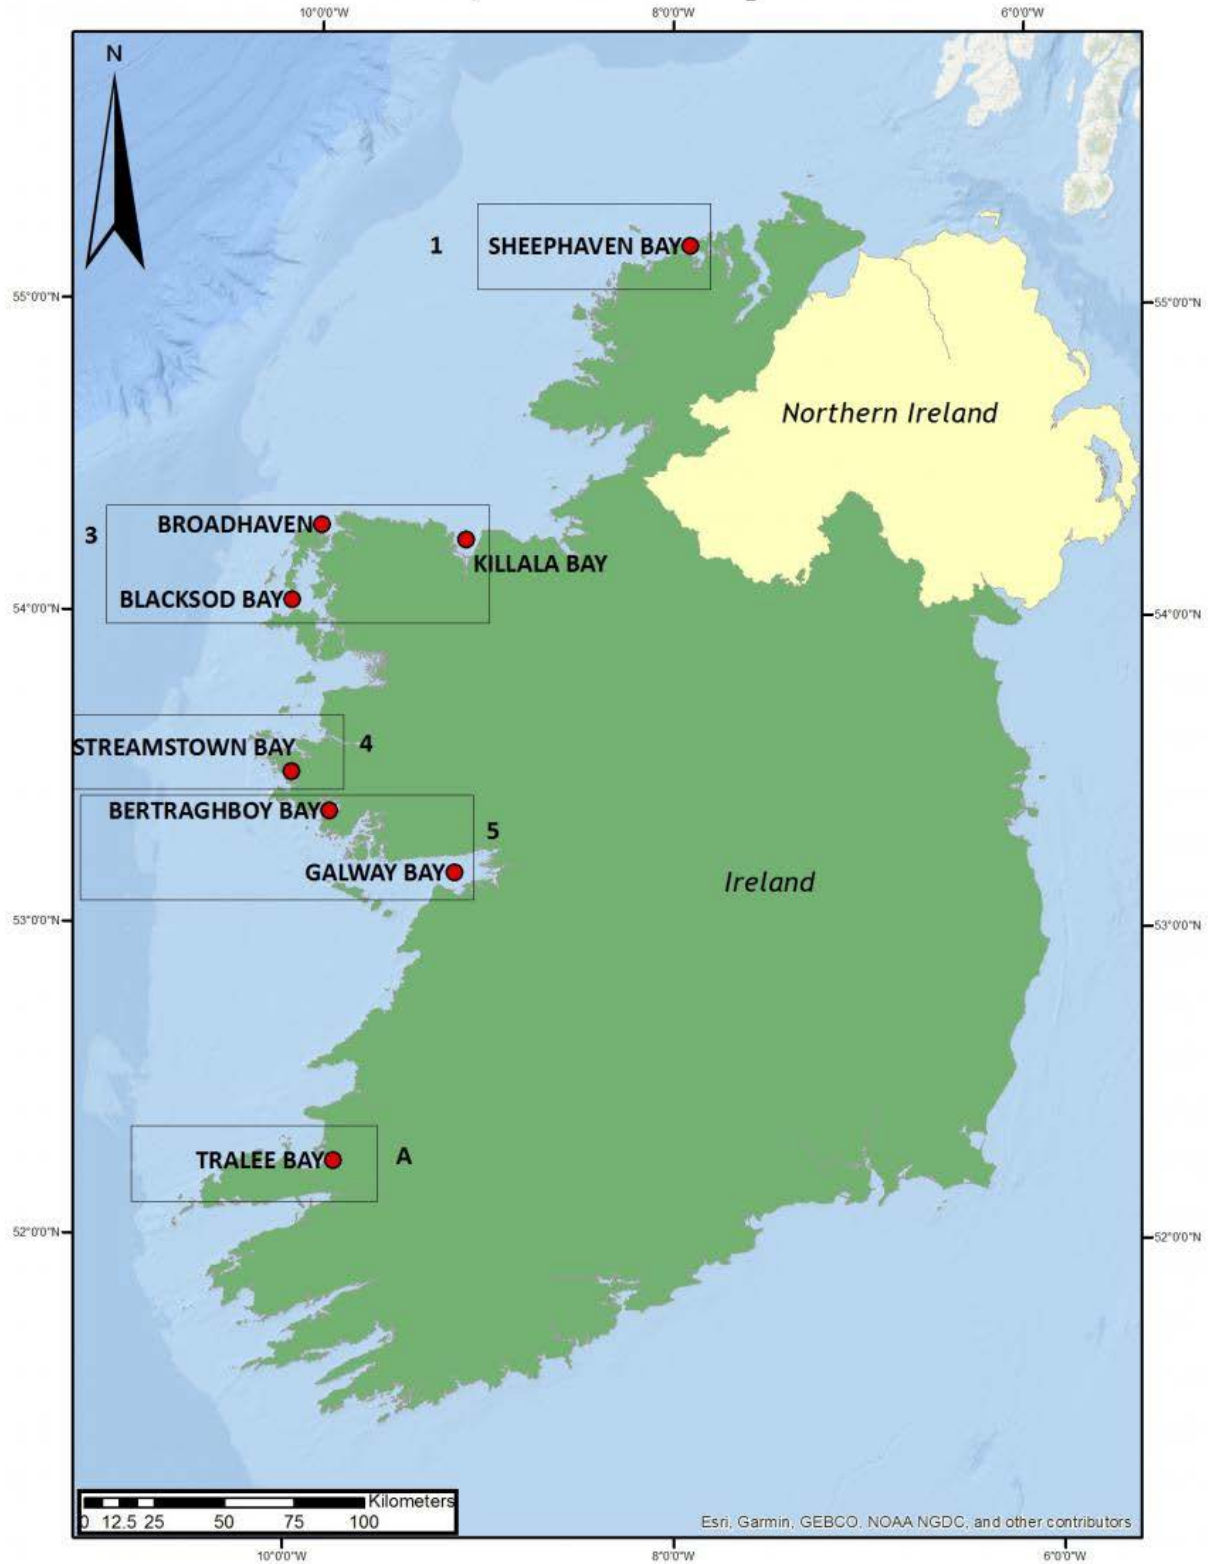 10°0'0"W 8°0'0"W 6°0'0"W
N
1 SHEEPHAVEN BAY
55°0'0"N 55°0'0"N
Northern Ireland
3 BROADHAVEN
KILLALA BAY
BLACKSOD BAY
54°0'0"N 54°0'0"N
STREAMSTOWN BAY 4
BERTRAGHBOY BAY
5
GALWAY BAY
Ireland
53°0'0"N 53°0'0"N
TRALEE BAY A
52°0'0"N 52°0'0"N
Kilometers
0 12.5 25 50 75 100
Esri, Garmin, GEBCO, NOAA NGDC, and other contributors
10°0'0"W 8°0'0"W 6°0'0"W